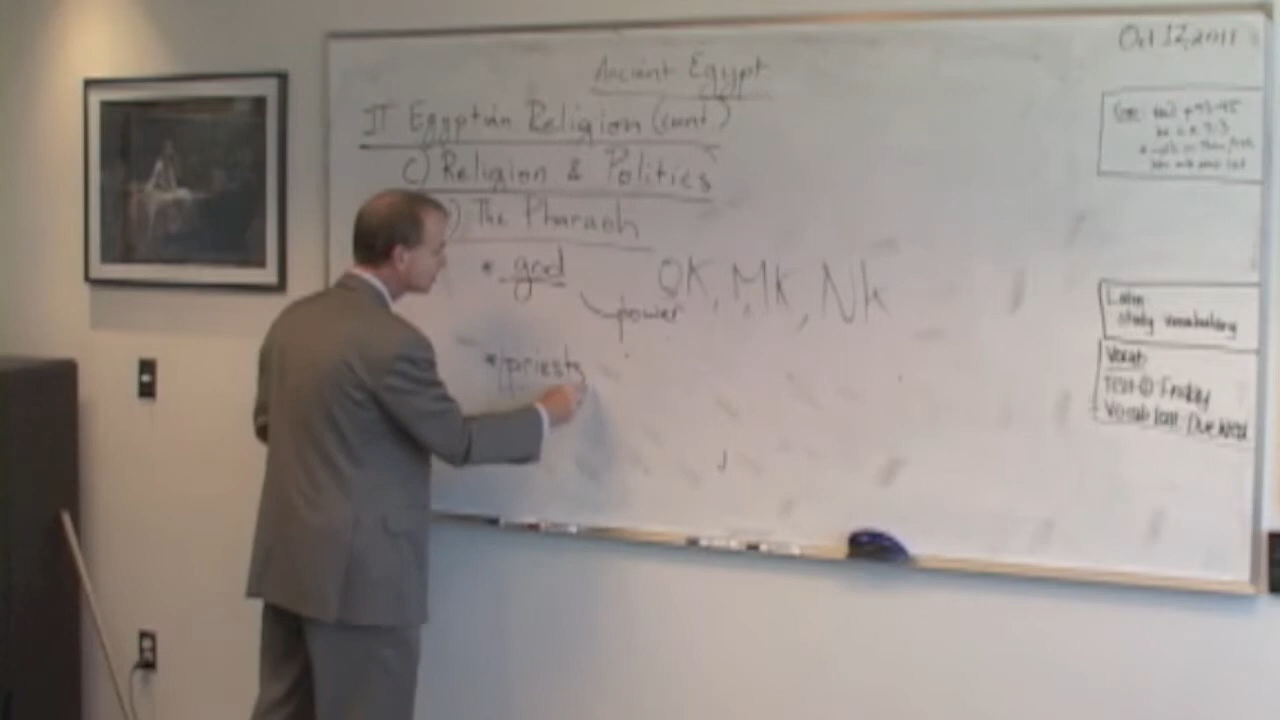 Oct 12, 2011
Ancient Egypt
II Egyptian Religion (cont.)
C) Religion & Politics
) The Pharaoh
* god
OK, MK, NK
power
* priests
Latin
study vocabulary
Vocab
Test @ Friday
Vocab List Due Wed